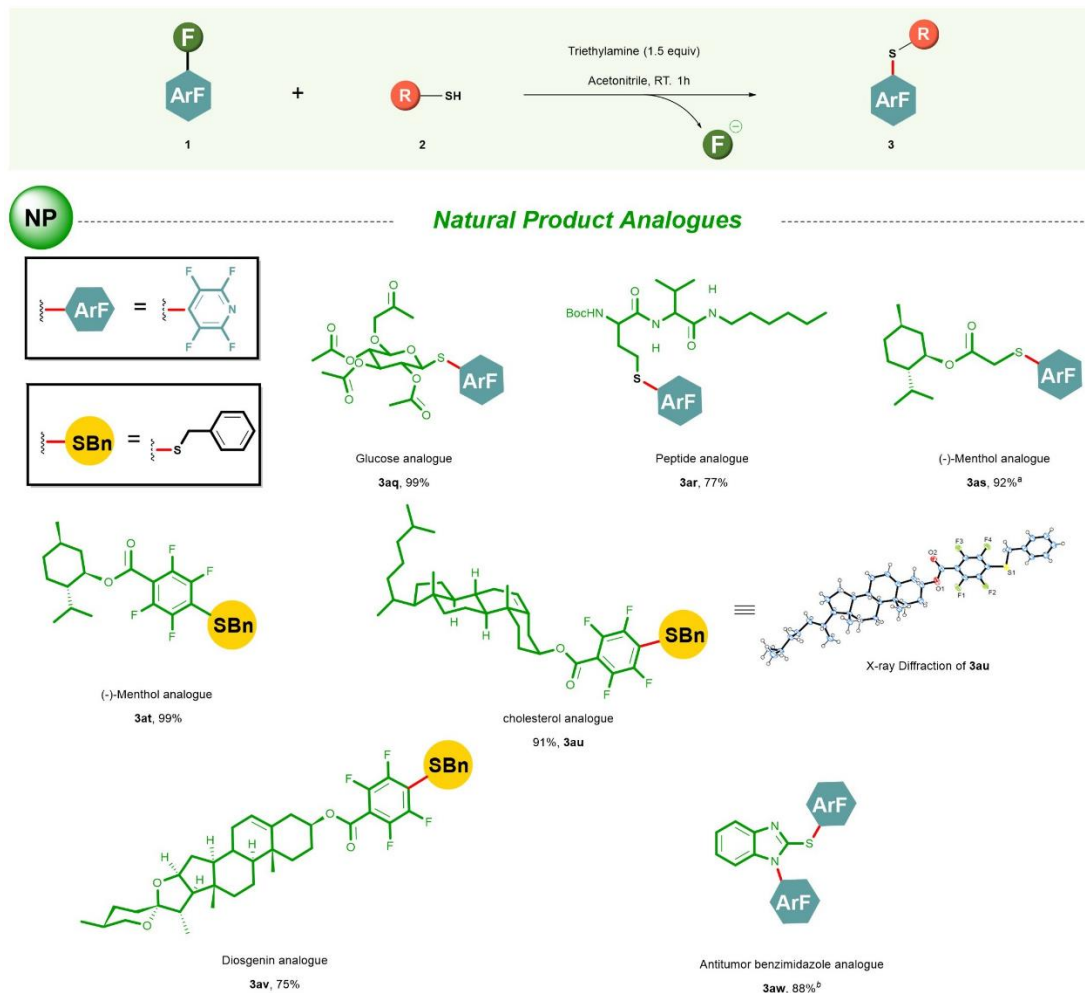 F
ArF
1
+
R
SH
2
Triethylamine (1.5 equiv)
Acetonitrile, RT. 1h
F
⊖
R
S
ArF
3
NP
Natural Product Analogues
ArF
=
F
F
N
F
F
SBn
=
S
O
O
O
O
O
O
O
O
O
S
ArF
Glucose analogue
3aq, 99%
BocHN
O
N
H
O
H
N
S
ArF
Peptide analogue
3ar, 77%
O
O
S
ArF
(-)-Menthol analogue
3as, 92%ᵃ
O
O
F
F
F
F
SBn
(-)-Menthol analogue
3at, 99%
H
H
H
O
O
F
F
F
F
SBn
cholesterol analogue
91%, 3au
≡
O2
O1
F3
F4
F1
F2
S1
X-ray Diffraction of 3au
H
H
H
H
O
O
O
O
F
F
F
F
SBn
Diosgenin analogue
3av, 75%
N
N
S
ArF
ArF
Antitumor benzimidazole analogue
3aw, 88%ᵇ